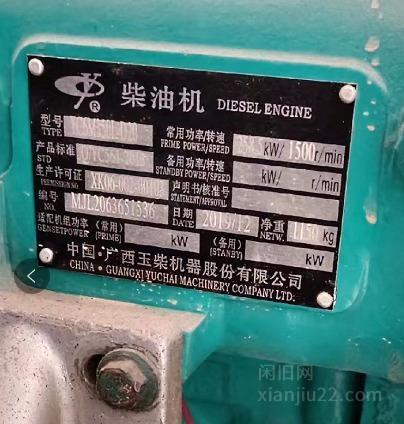 ® 柴油机 DIESEL ENGINE
型号 常用功率/转速 kW/ 1500 r/min
TYPE PRIME POWER/SPEED
产品标准 备用功率/转速 kW/ r/min
STD STANDBY POWER/SPEED
生产许可证 声明书/核准号
PERMISSION NO STATEMENT/APPROVAL
编号 MJL2063651536 日期 2019/12 净重 1150 kg
NO. DATE NETW.
适配机组功率 (常用) kW (备用) kW
GENSETPOWER (PRIME) (STANDBY)
中国·广西玉柴机器股份有限公司
CHINA · GUANGXI YUCHAI MACHINERY COMPANY LTD.
闲旧网
xianjiu22.com